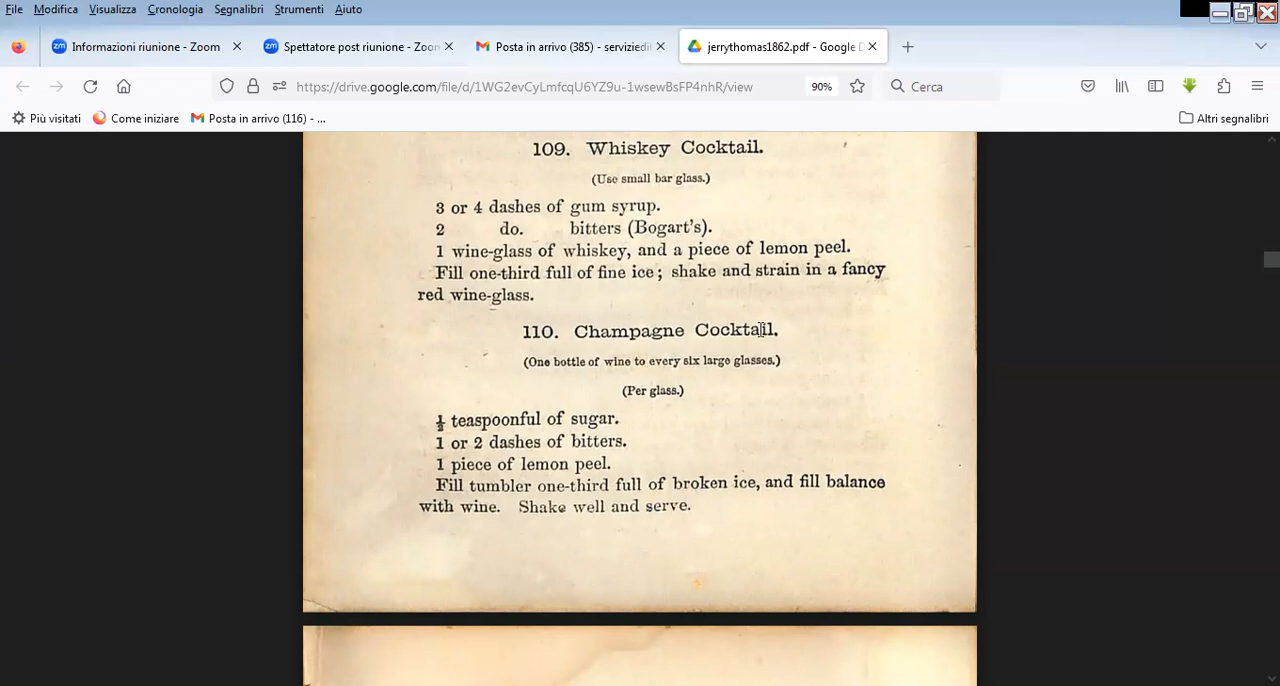 File Modifica Visualizza Cronologia Segnalibri Strumenti Aiuto
Informazioni riunione - Zoom Spettatore post riunione - Zoo Posta in arrivo (385) - serviziedit jerrythomas1862.pdf - Google D
https://drive.google.com/file/d/1WG2evCyLmfcqU6YZ9u-1wsewBsFP4nhR/view 90% Cerca
Più visitati Come iniziare Posta in arrivo (116) - ... Altri segnalibri
109. Whiskey Cocktail.
(Use small bar glass.)
3 or 4 dashes of gum syrup.
2 do. bitters (Bogart's).
1 wine-glass of whiskey, and a piece of lemon peel.
Fill one-third full of fine ice; shake and strain in a fancy
red wine-glass.
110. Champagne Cocktail.
(One bottle of wine to every six large glasses.)
(Per glass.)
½ teaspoonful of sugar.
1 or 2 dashes of bitters.
1 piece of lemon peel.
Fill tumbler one-third full of broken ice, and fill balance
with wine. Shake well and serve.